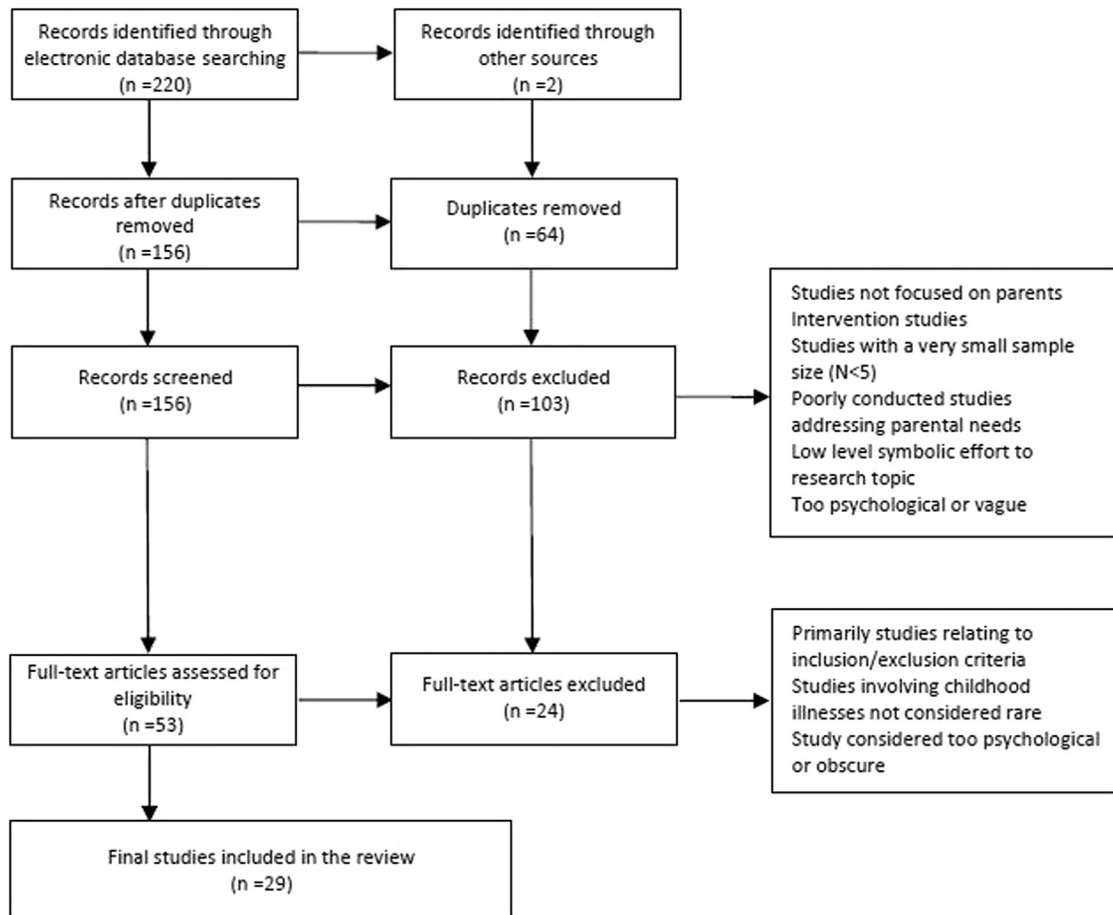 Records identified through
electronic database searching
(n =220)
Records identified through
other sources
(n =2)
Records after duplicates
removed
(n =156)
Duplicates removed
(n =64)
Records screened
(n =156)
Records excluded
(n =103)
Studies not focused on parents
Intervention studies
Studies with a very small sample
size (N<5)
Poorly conducted studies
addressing parental needs
Low level symbolic effort to
research topic
Too psychological or vague
Full-text articles assessed for
eligibility
(n =53)
Full-text articles excluded
(n =24)
Primarily studies relating to
inclusion/exclusion criteria
Studies involving childhood
illnesses not considered rare
Study considered too psychological
or obscure
Final studies included in the review
(n =29)